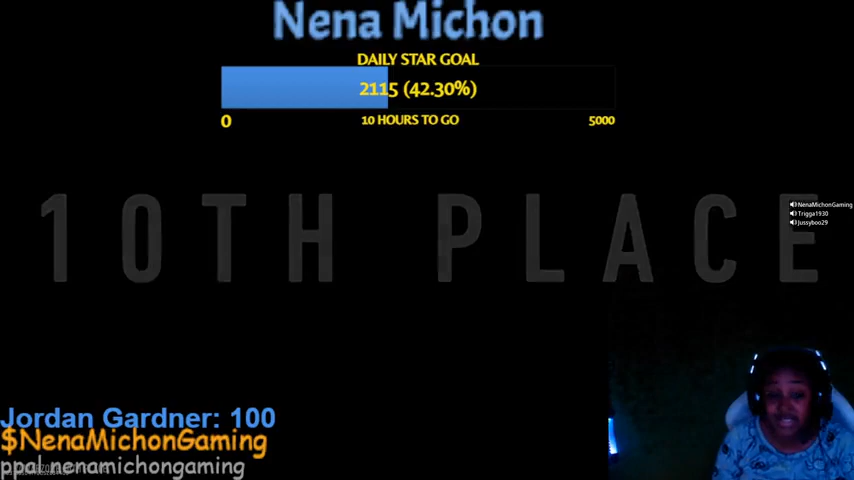 Nena Michon
DAILY STAR GOAL
2115 (42.30%)
0 10 HOURS TO GO 5000
10TH PLACE
NenaMichonGaming
Trigga1930
Jussyboo29
Jordan Gardner: 100
$NenaMichonGaming
ppal nenamichongaming